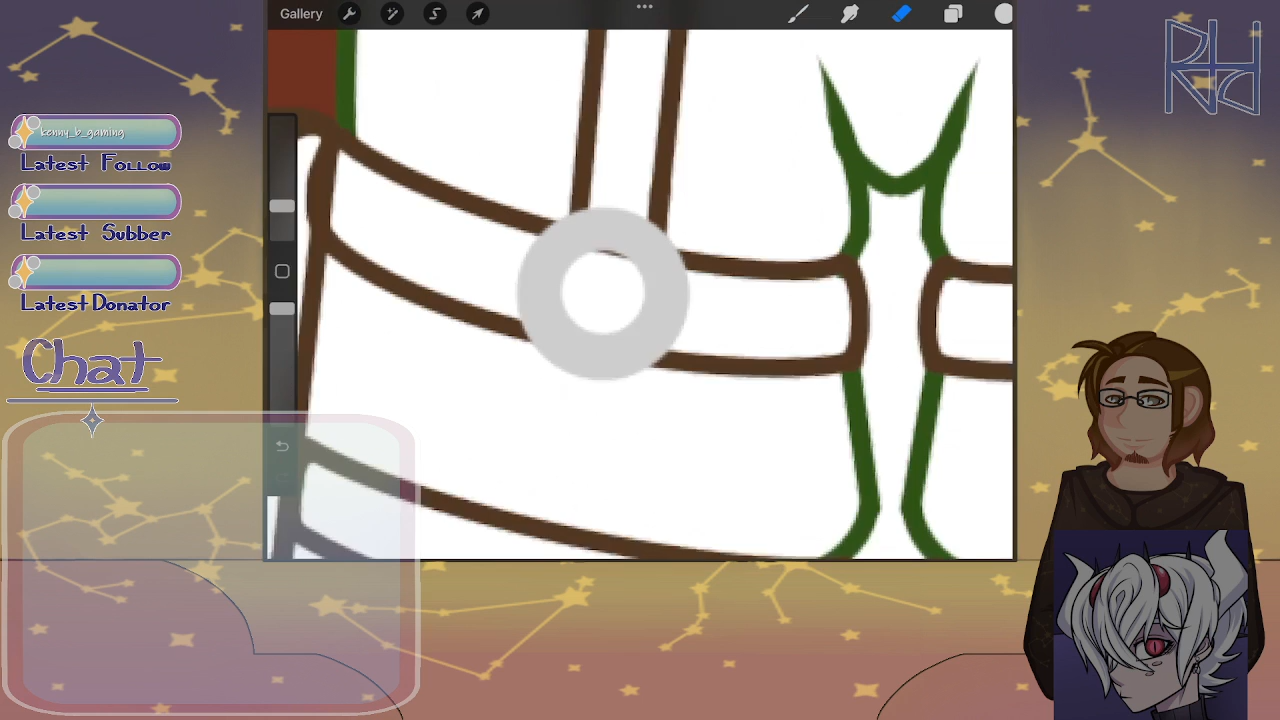 Gallery
kenny_b_gaming
Latest Follow
Latest Subber
Latest Donator
Chat